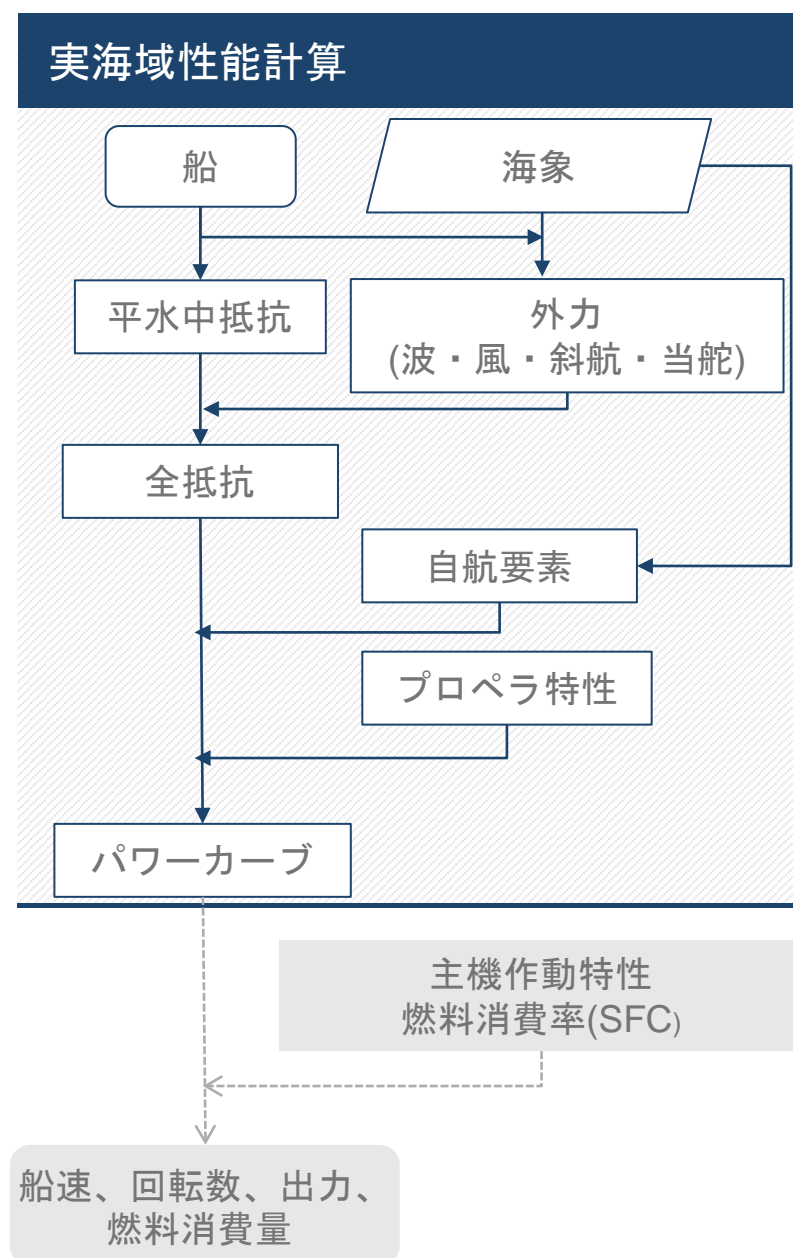 実海域性能計算
船
海象
平水中抵抗
外力
(波・風・斜航・当舵)
全抵抗
自航要素
プロペラ特性
パワーカーブ
主機作動特性
燃料消費率(SFC)
船速、回転数、出力、
燃料消費量